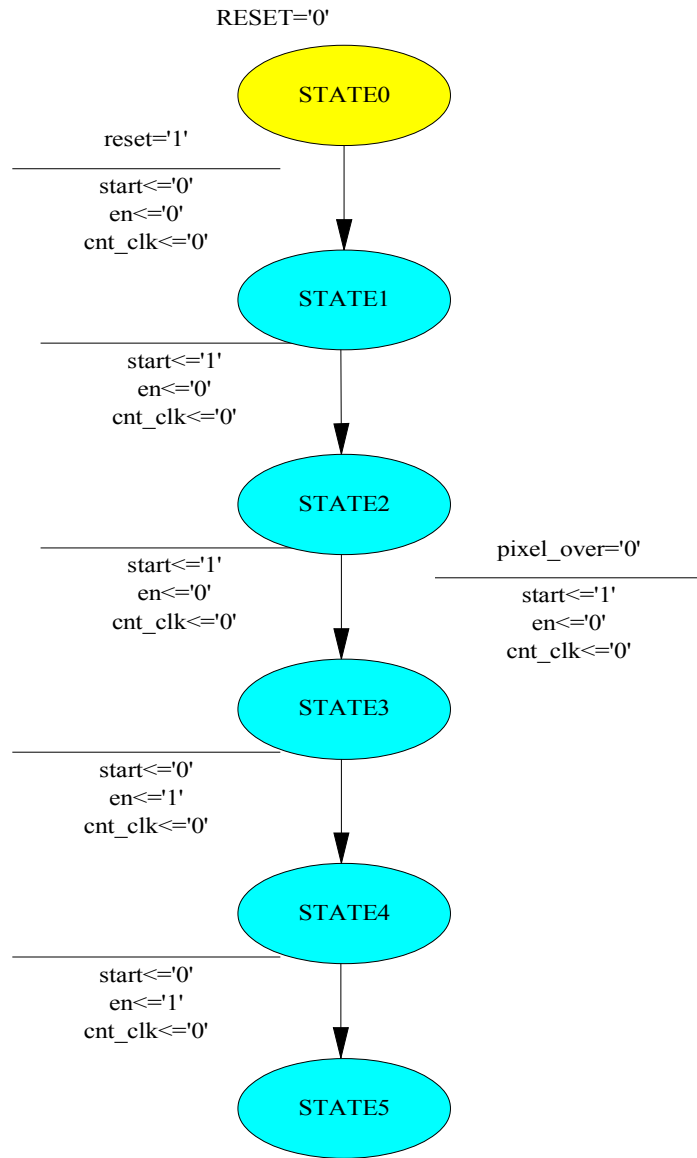 RESET='0'
STATE0
reset='1'
start<='0'
en<='0'
cnt_clk<='0'
STATE1
start<='1'
en<='0'
cnt_clk<='0'
STATE2
start<='1'
en<='0'
cnt_clk<='0'
pixel_over='0'
start<='1'
en<='0'
cnt_clk<='0'
STATE3
start<='0'
en<='1'
cnt_clk<='0'
STATE4
start<='0'
en<='1'
cnt_clk<='0'
STATE5